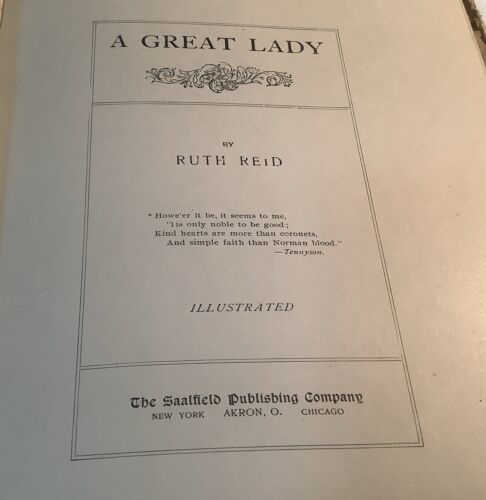 A GREAT LADY
BY
RUTH REID
"Howe'er it be, it seems to me,
'Tis only noble to be good;
Kind hearts are more than coronets,
And simple faith than Norman blood."
—Tennyson.
ILLUSTRATED
The Saalfield Publishing Company
NEW YORK AKRON, O. CHICAGO